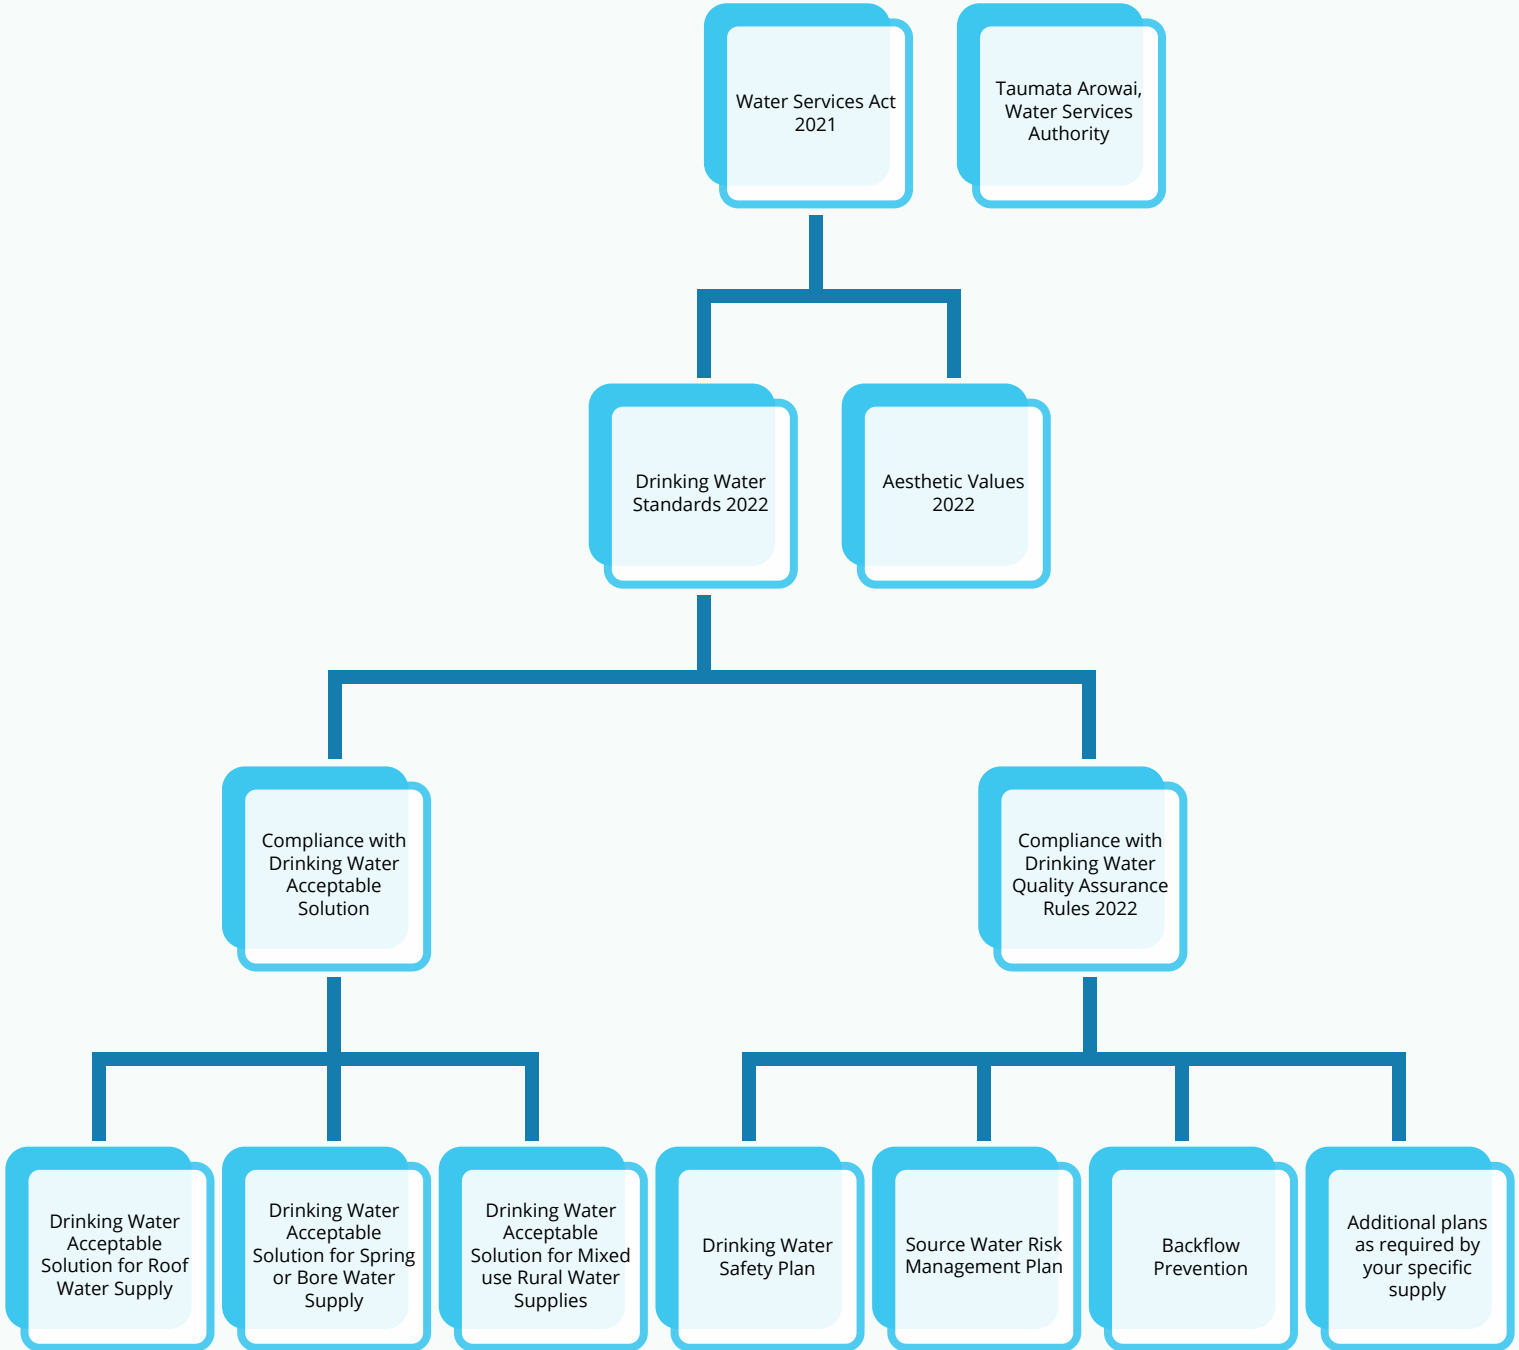 Water Services Act
2021
Taumata Arowai,
Water Services
Authority
Drinking Water
Standards 2022
Aesthetic Values
2022
Compliance with
Drinking Water
Acceptable
Solution
Compliance with
Drinking Water
Quality Assurance
Rules 2022
Drinking Water
Acceptable
Solution for Roof
Water Supply
Drinking Water
Acceptable
Solution for Spring
or Bore Water
Supply
Drinking Water
Acceptable
Solution for Mixed
use Rural Water
Supplies
Drinking Water
Safety Plan
Source Water Risk
Management Plan
Backflow
Prevention
Additional plans
as required by
your specific
supply